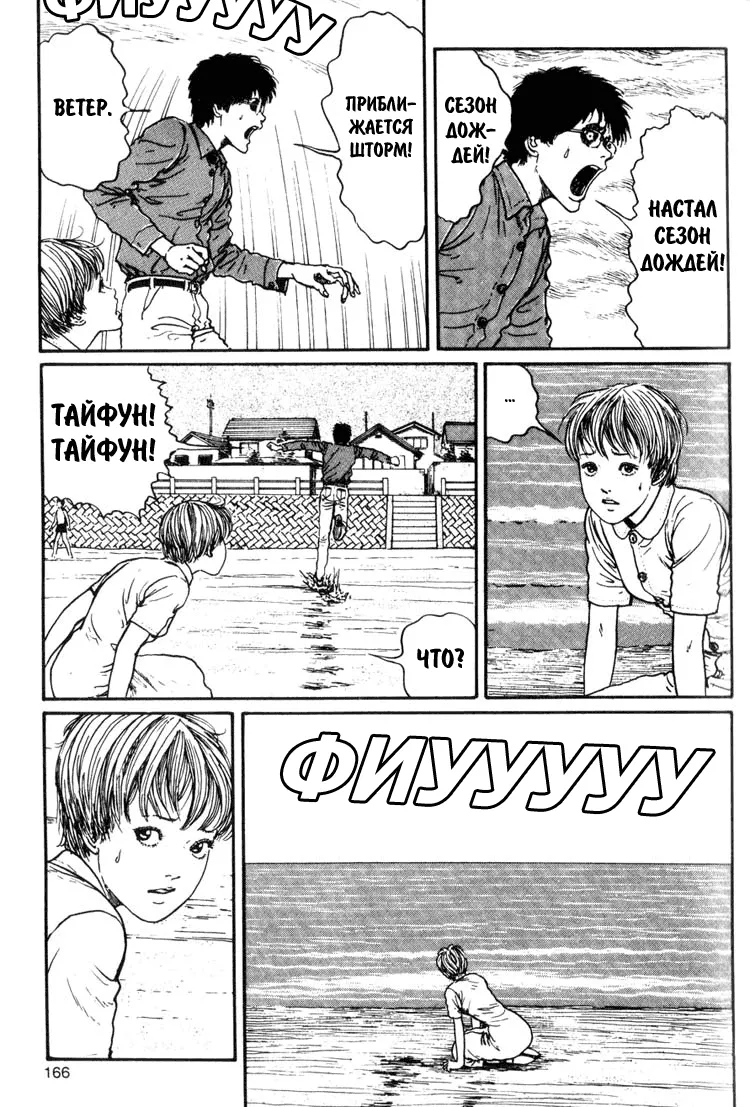 ФИУУУУУ
ВЕТЕР.
ПРИБЛИ-
ЖАЕТСЯ
ШТОРМ!
СЕЗОН
ДОЖ-
ДЕЙ!
НАСТАЛ
СЕЗОН
ДОЖДЕЙ!
ТАЙФУН!
ТАЙФУН!
ЧТО?
...
ФИУУУУУ
166